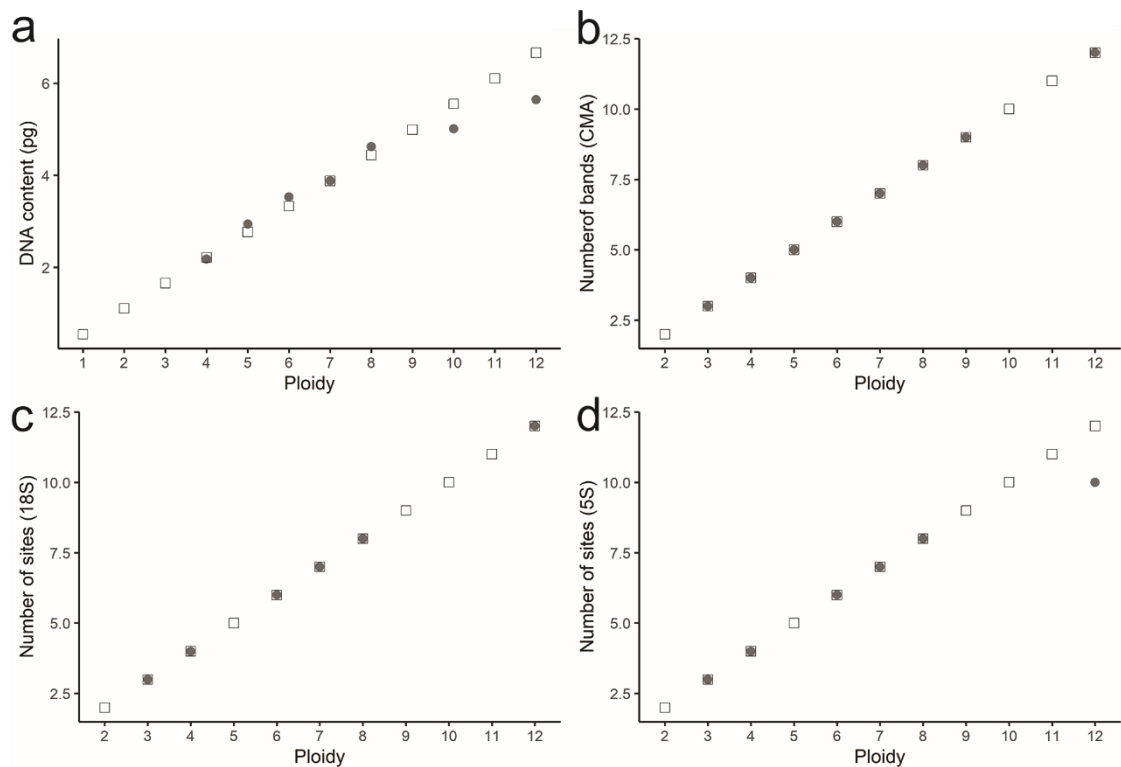 a
DNA content (pg)
6
4
2
1 2 3 4 5 6 7 8 9 10 11 12
Ploidy
b
Numberof bands (CMA)
12.5
10.0
7.5
5.0
2.5
2 3 4 5 6 7 8 9 10 11 12
Ploidy
c
Number of sites (18S)
12.5
10.0
7.5
5.0
2.5
2 3 4 5 6 7 8 9 10 11 12
Ploidy
d
Number of sites (5S)
12.5
10.0
7.5
5.0
2.5
2 3 4 5 6 7 8 9 10 11 12
Ploidy